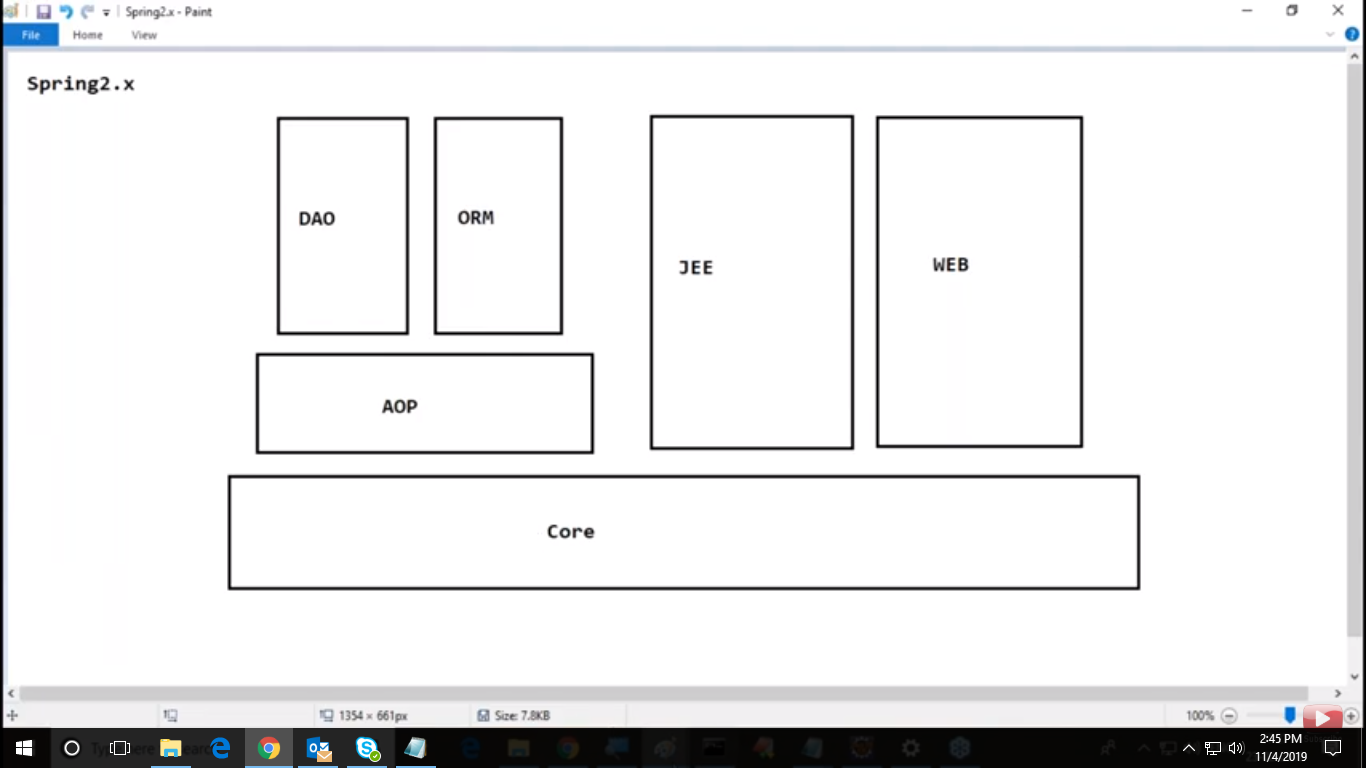 Spring2.x - Paint
File Home View
Spring2.x
DAO ORM
JEE WEB
AOP
Core
1354 × 661px Size: 7.8KB 100%
2:45 PM
11/4/2019